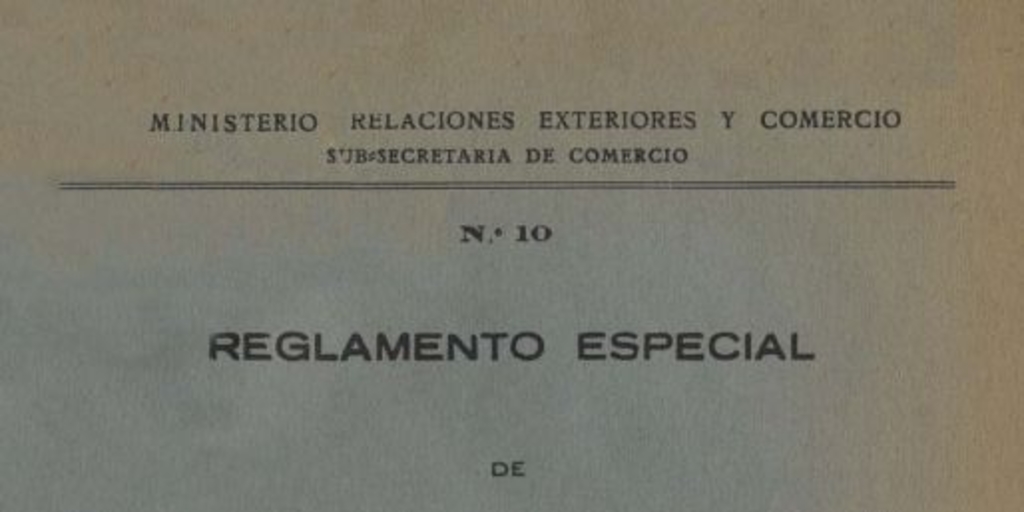 MINISTERIO RELACIONES EXTERIORES Y COMERCIO
SUB-SECRETARIA DE COMERCIO
N.º 10
REGLAMENTO ESPECIAL
DE